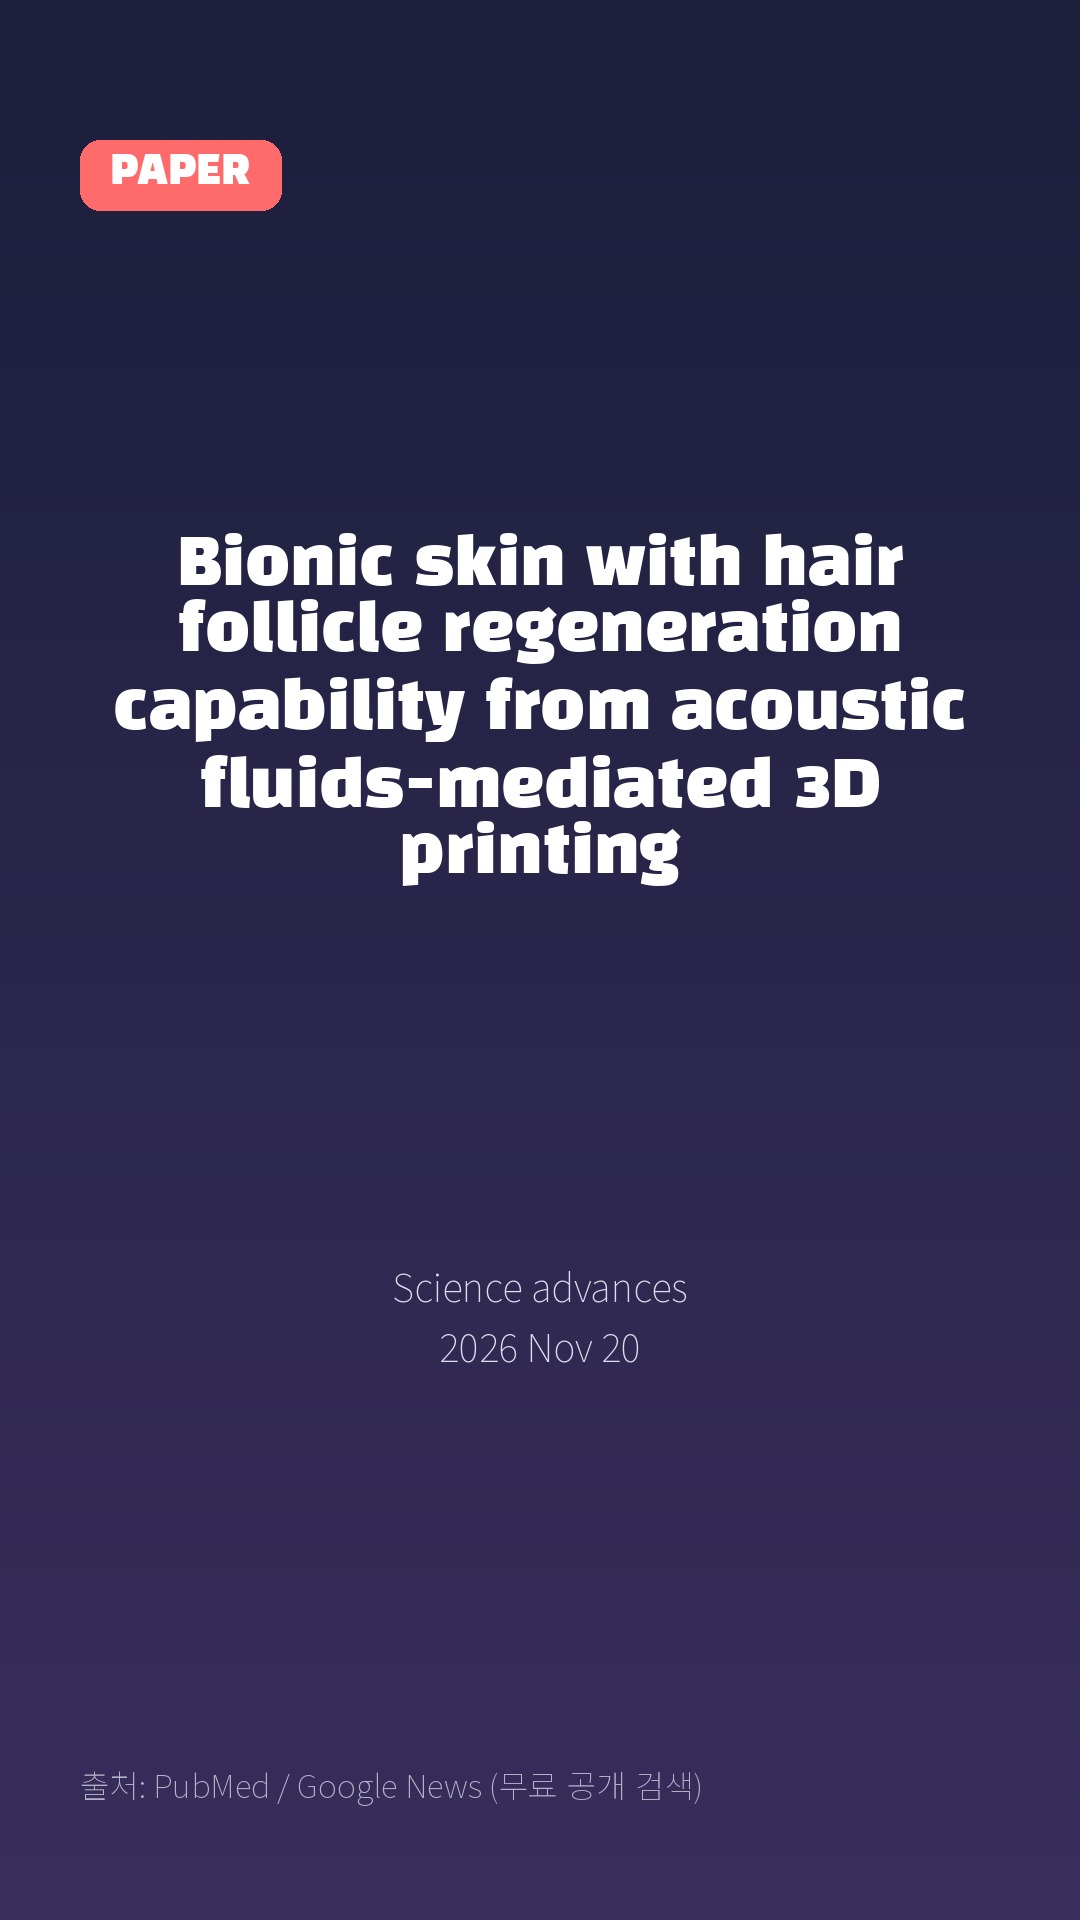 PAPER
Bionic skin with hair
follicle regeneration
capability from acoustic
fluids-mediated 3D
printing
Science advances
2026 Nov 20
출처: PubMed / Google News (무료 공개 검색)